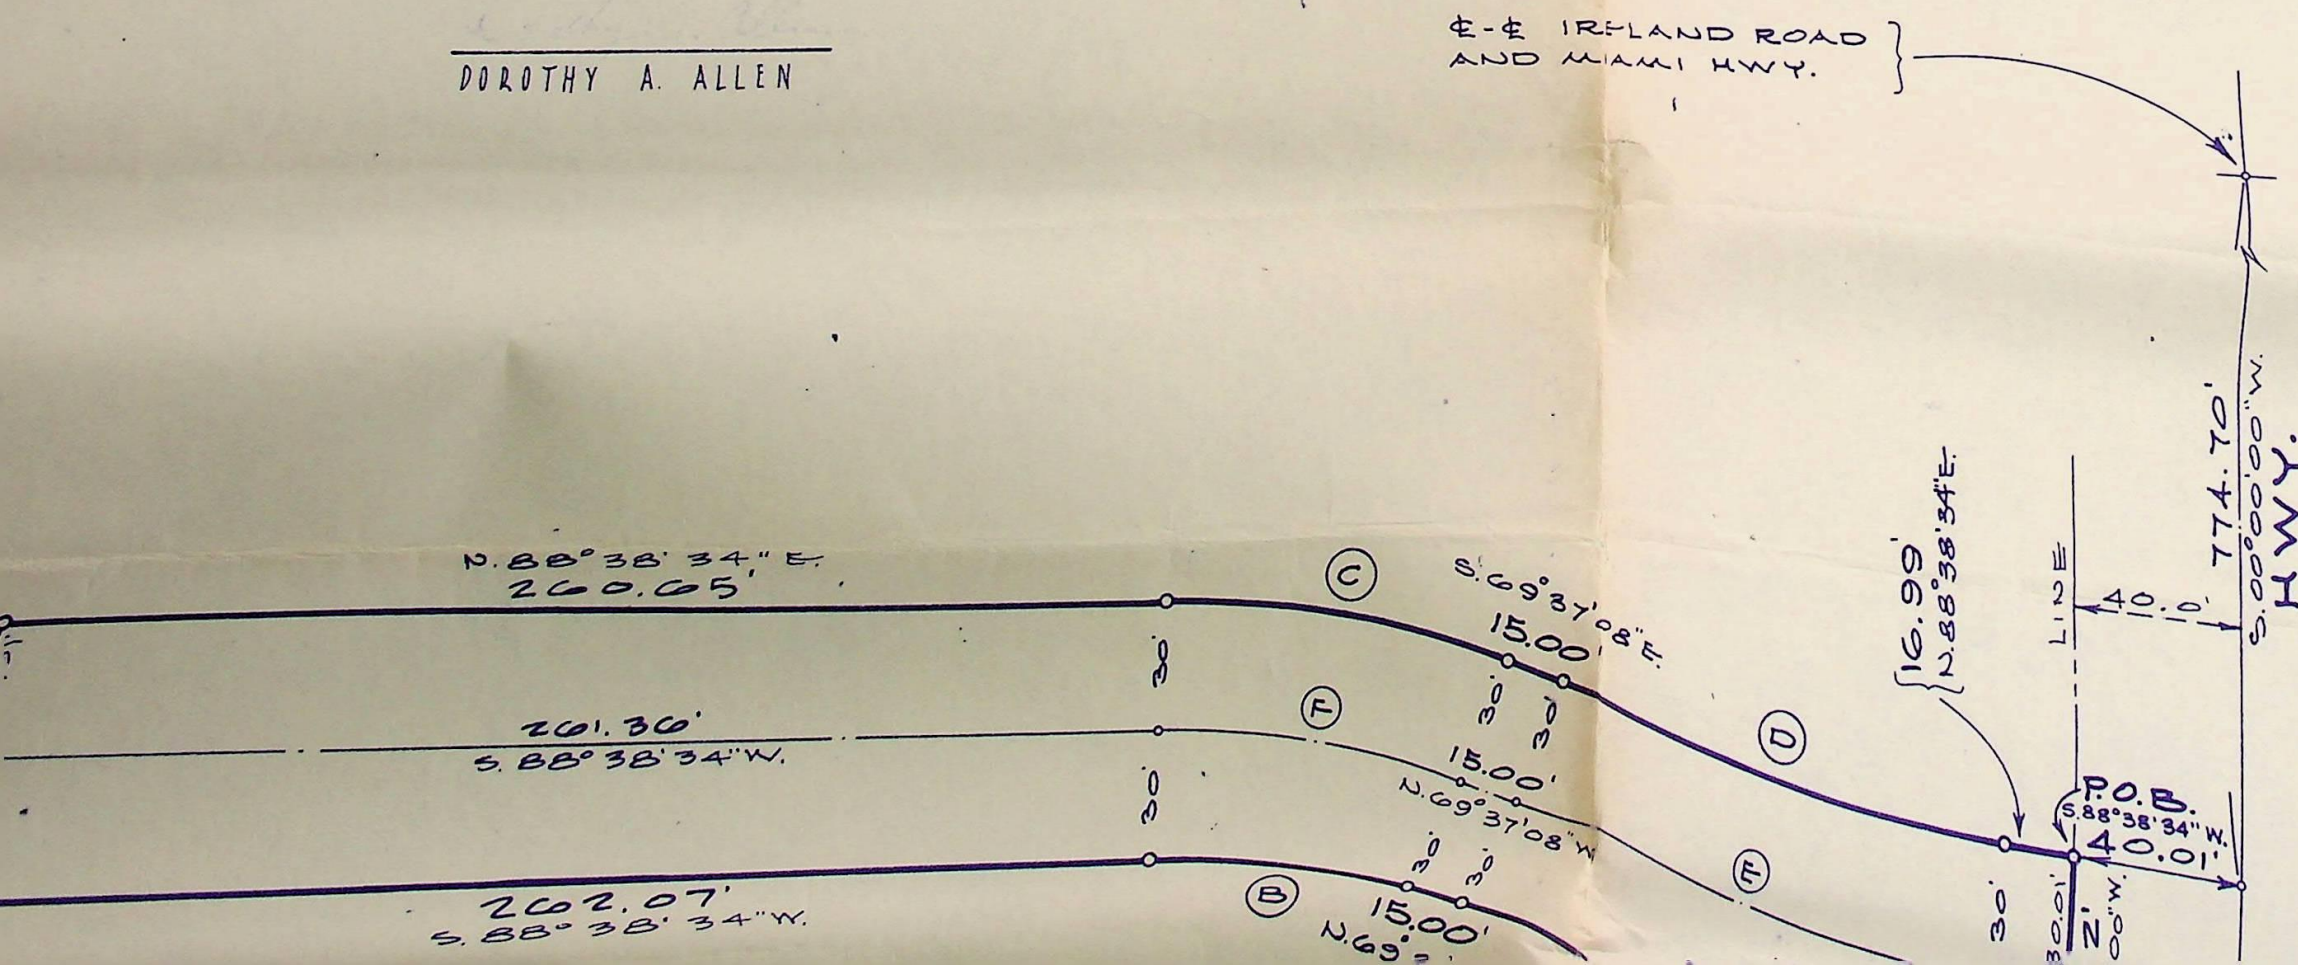 DOROTHY A. ALLEN
℄-℄ IRELAND ROAD
AND MIAMI HWY.
N.88°38'34"E.
260.65'
C
S.69°37'08"E.
15.00'
30'
30'
30'
261.36'
S.88°38'34"W.
F
15.00'
N.69°37'08"W
D
16.99'
N.88°38'34"E.
LINE
40.0'
774.70'
S.00°00'00"W.
HWY.
P.O.B.
S.88°38'34"W.
40.01'
30'
30'
30'
262.07'
S.88°38'34"W.
B
15.00'
N.69°
30'
30.01'
2'
00"W.